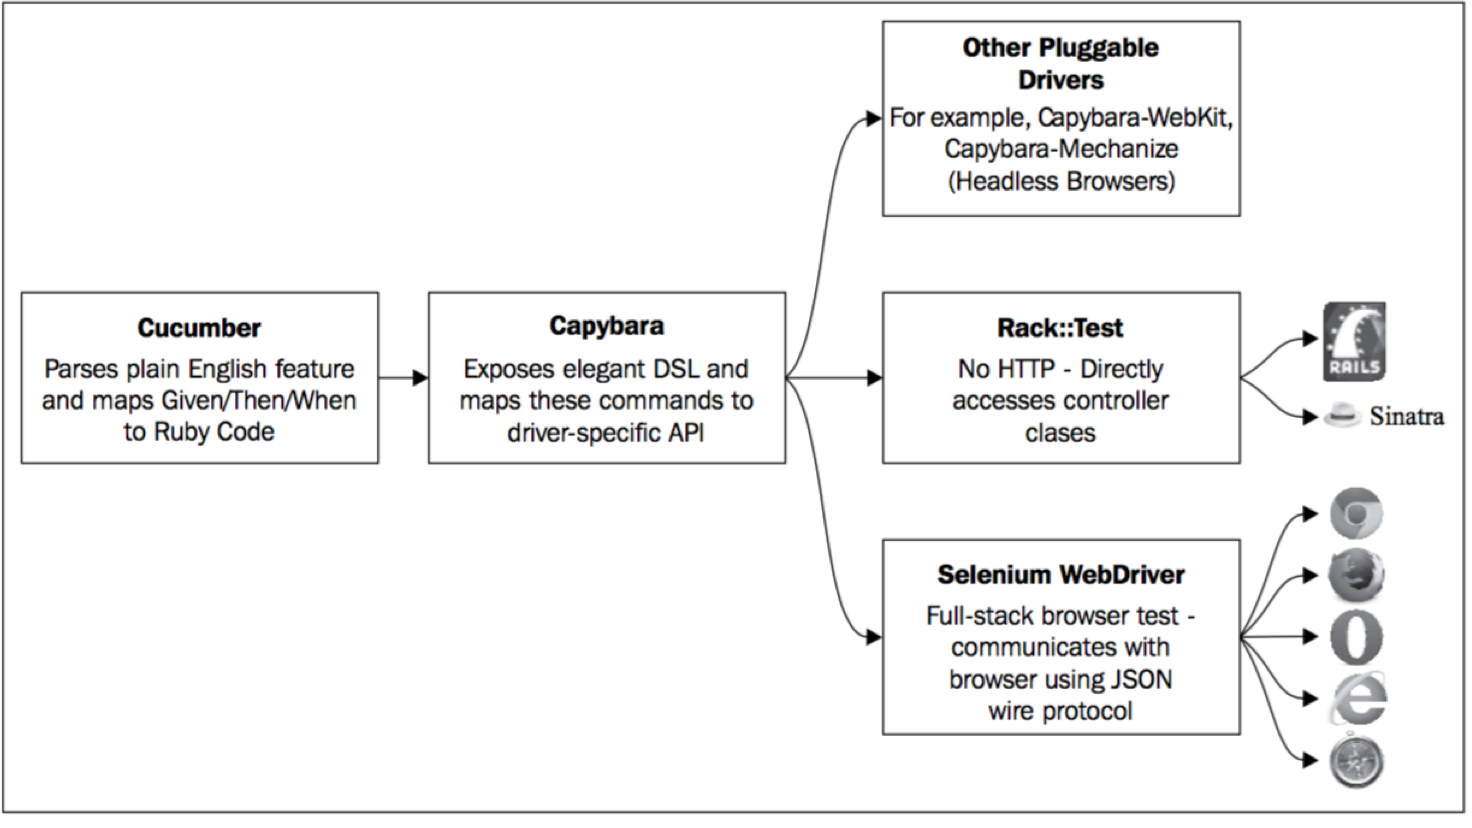 Other Pluggable
Drivers
For example, Capybara-WebKit,
Capybara-Mechanize
(Headless Browsers)
Cucumber
Parses plain English feature
and maps Given/Then/When
to Ruby Code
Capybara
Exposes elegant DSL and
maps these commands to
driver-specific API
Rack::Test
No HTTP - Directly
accesses controller
clases
RAILS
Sinatra
Selenium WebDriver
Full-stack browser test -
communicates with
browser using JSON
wire protocol